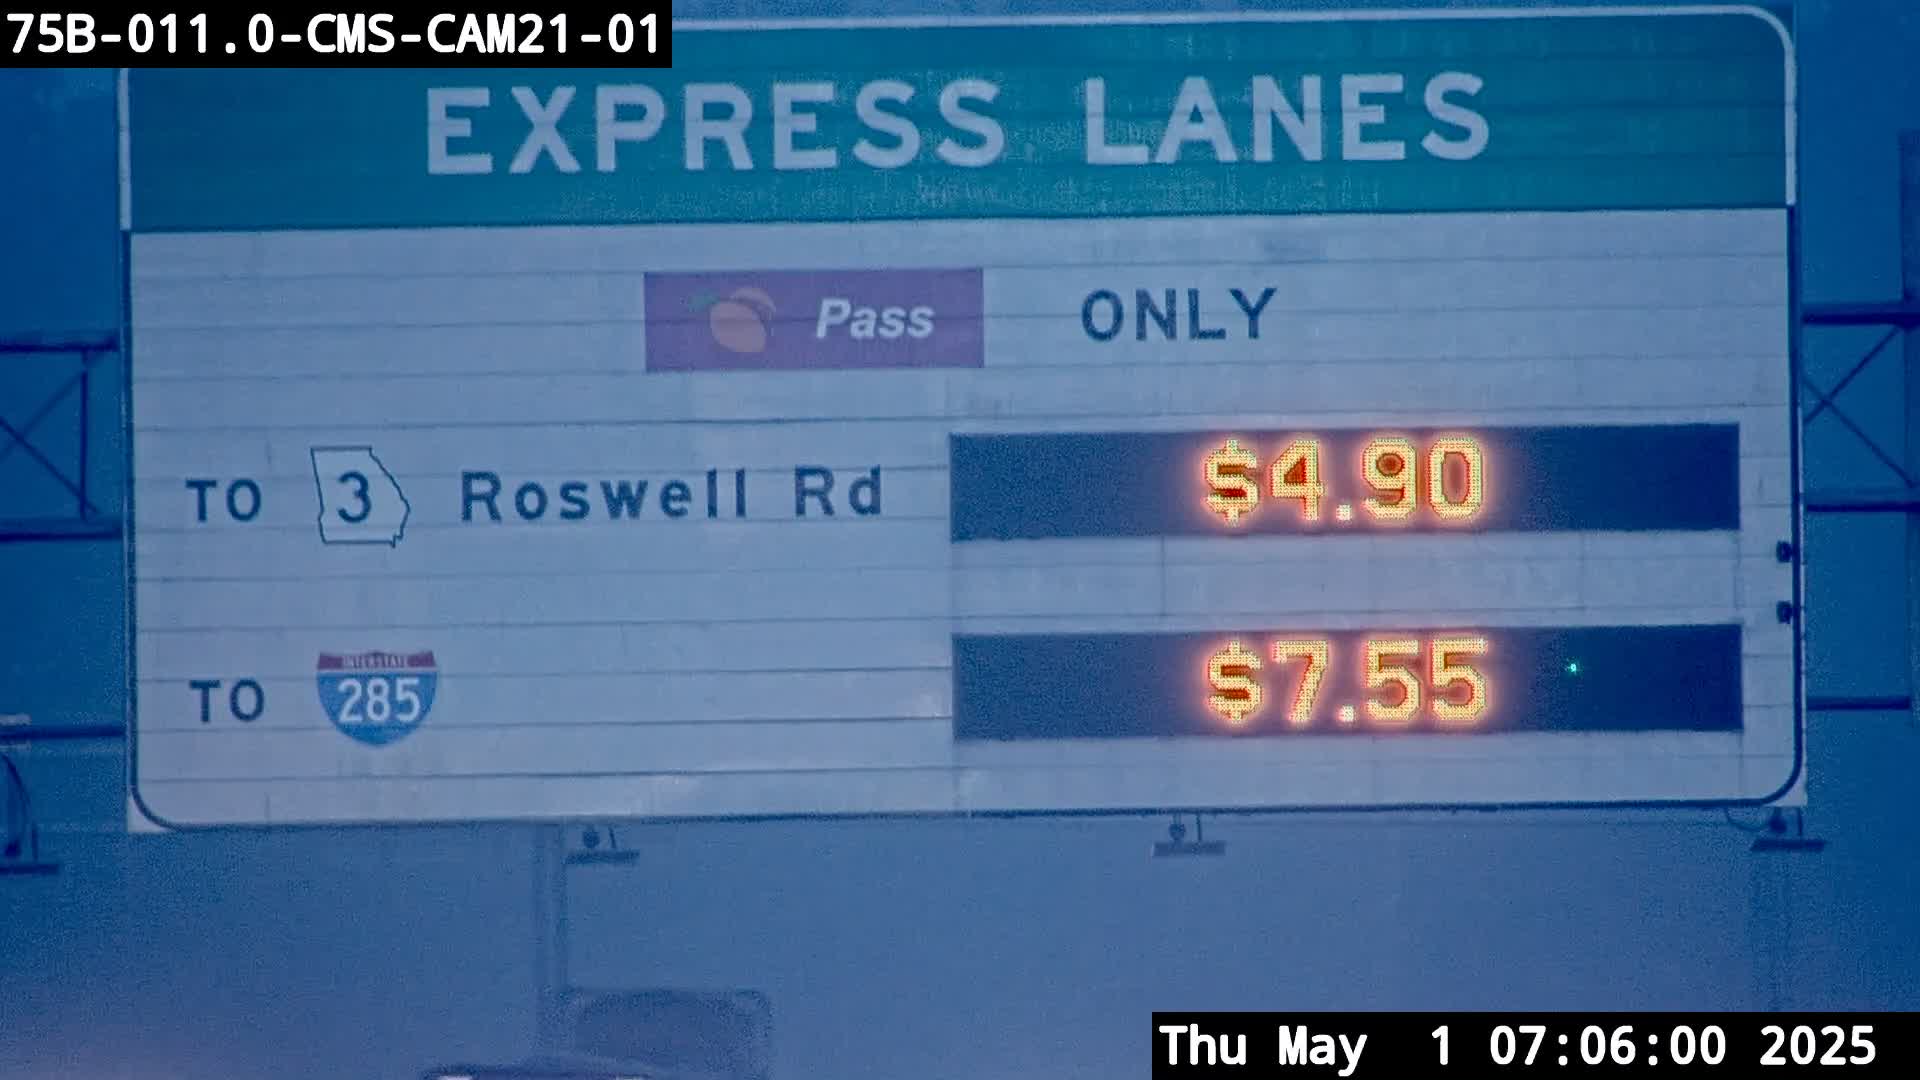 75B-011.0-CMS-CAM21-01
EXPRESS LANES
Pass ONLY
TO 3 Roswell Rd $4.90
INTERSTATE
TO 285 $7.55
Thu May 1 07:06:00 2025